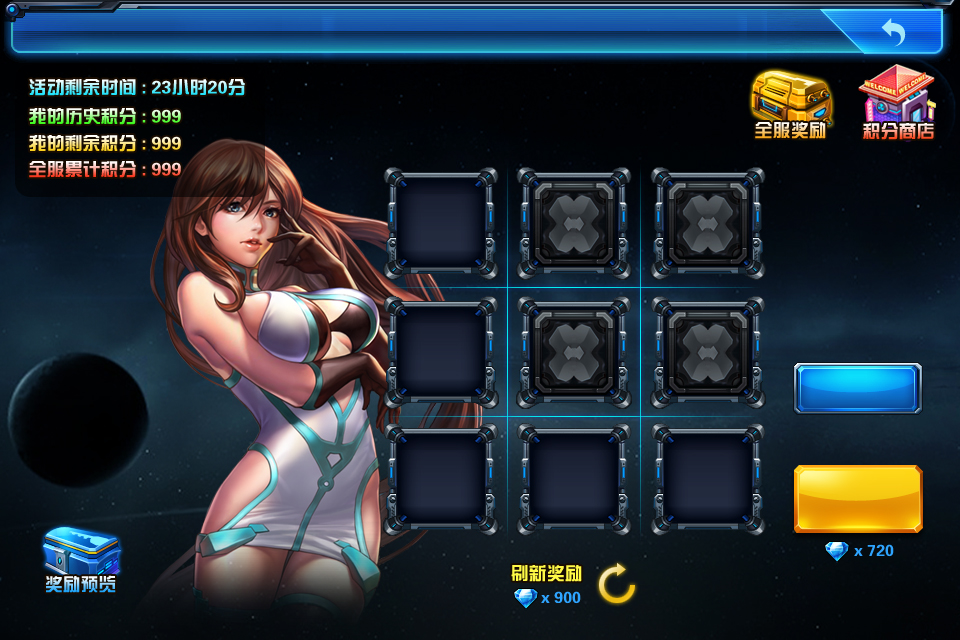 活动剩余时间：23小时20分
我的历史积分：999
我的剩余积分：999
全服累计积分：999
全服奖励
WELCOME WELCOME
积分商店
x 720
奖励预览
刷新奖励
x 900